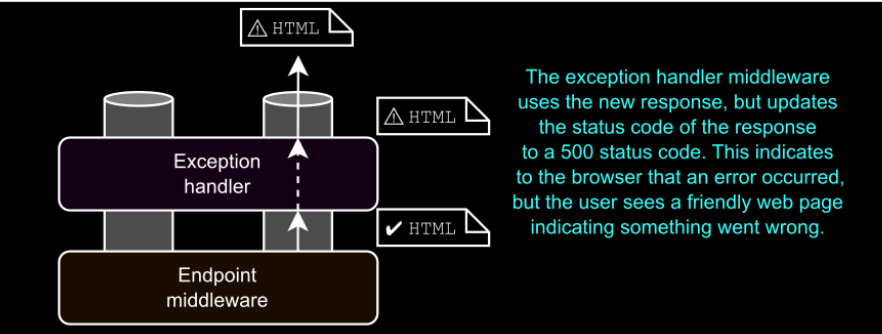 ⚠ HTML
The exception handler middleware
uses the new response, but updates
the status code of the response
to a 500 status code. This indicates
to the browser that an error occurred,
but the user sees a friendly web page
indicating something went wrong.
⚠ HTML
Exception
handler
✔ HTML
Endpoint
middleware